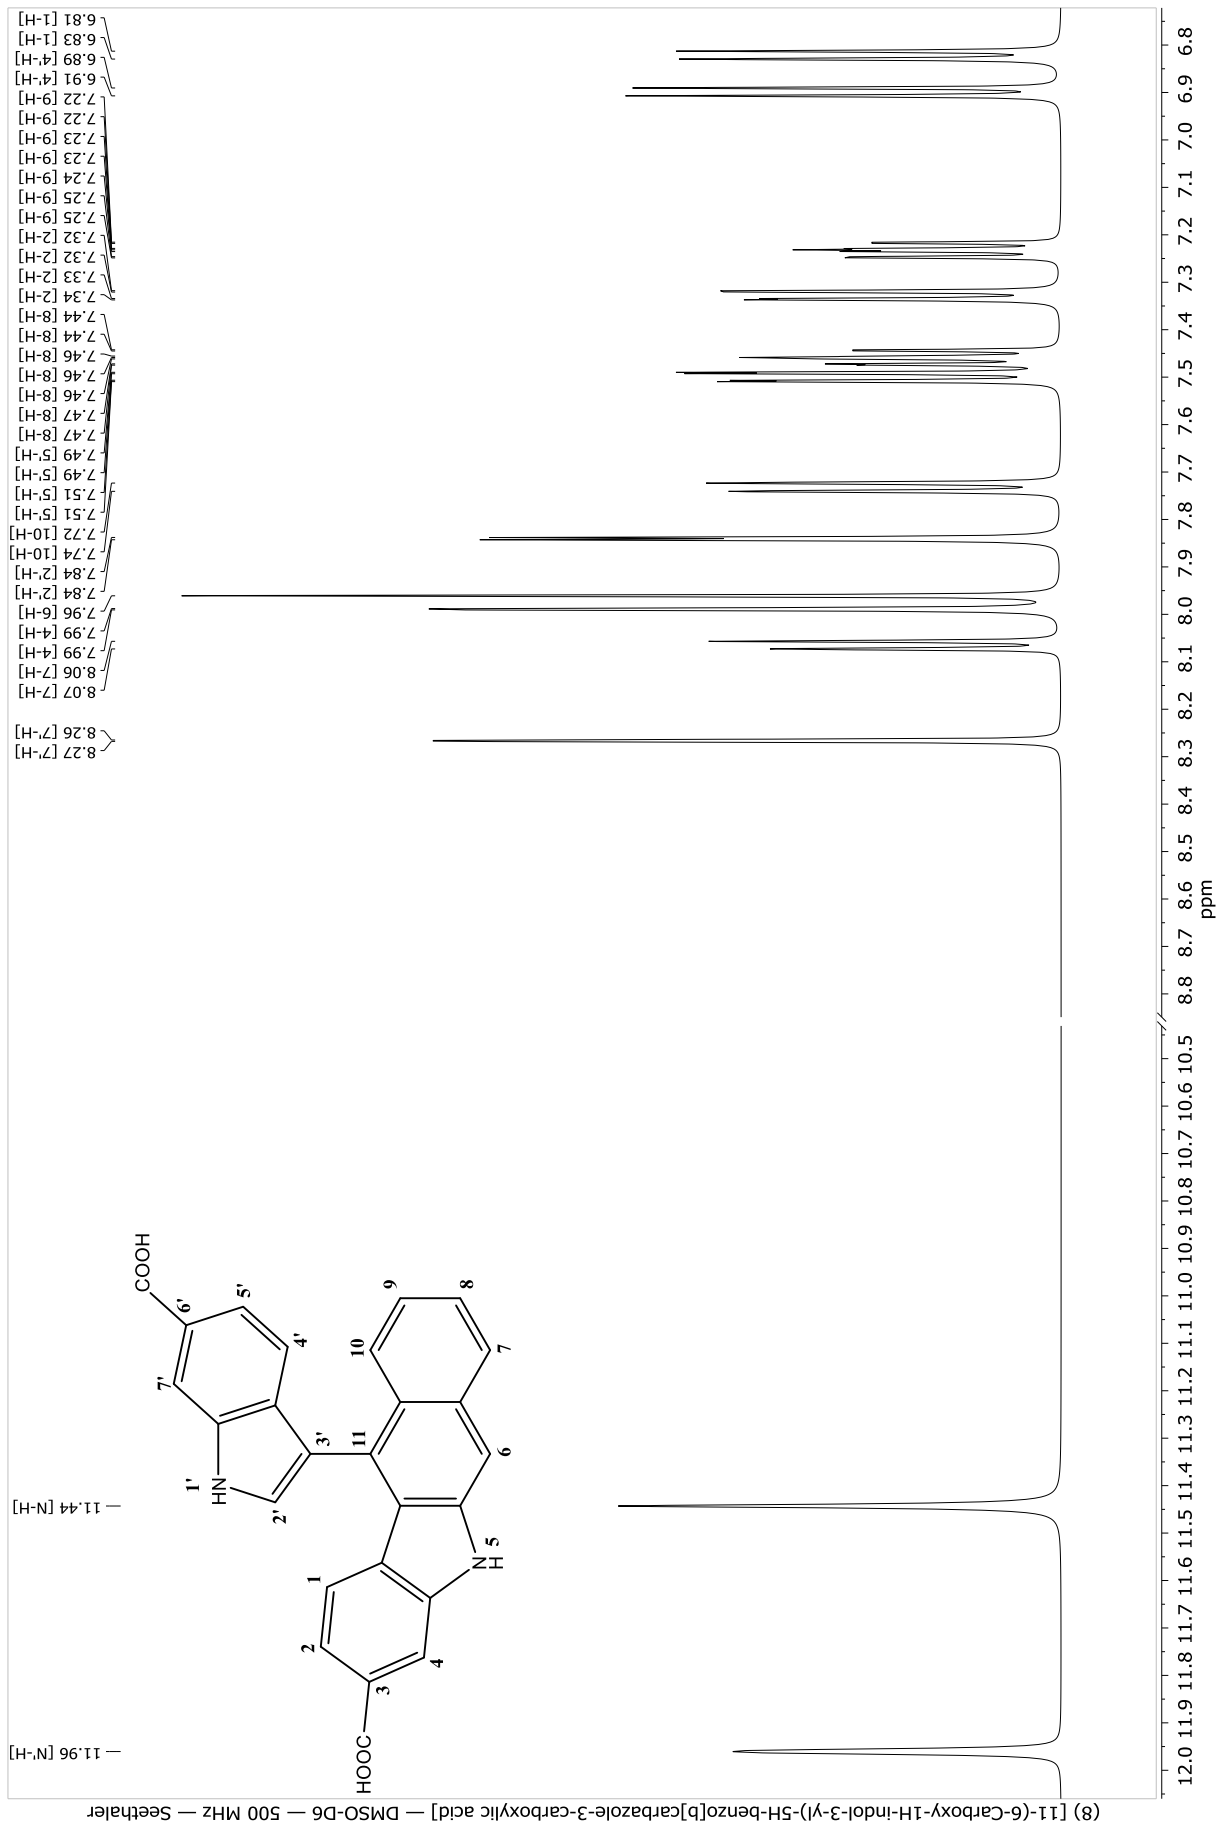 (8) [11-(6-Carboxy-1H-indol-3-yl)-5H-benzo[b]carbazole-3-carboxylic acid] — DMSO-D6 — 500 MHz — Seethaler
11.96 [N'-H]
11.44 [N-H]
8.27 [7'-H]
8.26 [7'-H]
8.07 [7-H]
8.06 [7-H]
7.99 [4-H]
7.99 [4-H]
7.96 [6-H]
7.84 [2'-H]
7.84 [2'-H]
7.74 [10-H]
7.72 [10-H]
7.51 [5'-H]
7.51 [5'-H]
7.49 [5'-H]
7.49 [5'-H]
7.47 [8-H]
7.47 [8-H]
7.46 [8-H]
7.46 [8-H]
7.46 [8-H]
7.44 [8-H]
7.44 [8-H]
7.34 [2-H]
7.33 [2-H]
7.32 [2-H]
7.32 [2-H]
7.25 [9-H]
7.25 [9-H]
7.24 [9-H]
7.23 [9-H]
7.23 [9-H]
7.22 [9-H]
7.22 [9-H]
6.91 [4'-H]
6.89 [4'-H]
6.83 [1-H]
6.81 [1-H]
COOH
6'
5'
7'
4'
1'
HN
2'
3'
11
10
9
8
7
6
5
NH
1
2
3
4
HOOC
12.0 11.9 11.8 11.7 11.6 11.5 11.4 11.3 11.2 11.1 11.0 10.9 10.8 10.7 10.6 10.5
8.8 8.7 8.6 8.5 8.4 8.3 8.2 8.1 8.0 7.9 7.8 7.7 7.6 7.5 7.4 7.3 7.2 7.1 7.0 6.9 6.8
ppm